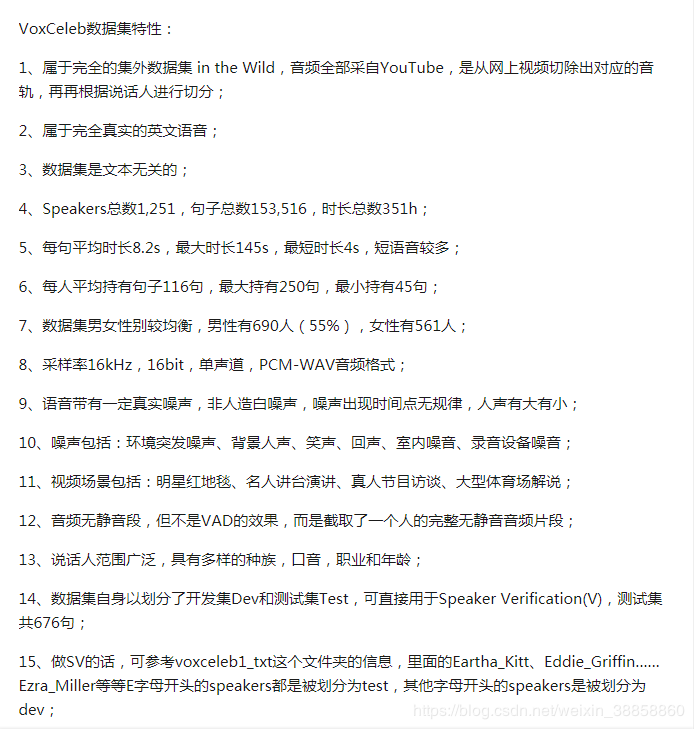 VoxCeleb数据集特性：
1、属于完全的集外数据集 in the Wild，音频全部采自YouTube，是从网上视频切除出对应的音
轨，再再根据说话人进行切分；
2、属于完全真实的英文语音；
3、数据集是文本无关的；
4、Speakers总数1,251，句子总数153,516，时长总数351h；
5、每句平均时长8.2s，最大时长145s，最短时长4s，短语音较多；
6、每人平均持有句子116句，最大持有250句，最小持有45句；
7、数据集男女性别较均衡，男性有690人（55%），女性有561人；
8、采样率16kHz，16bit，单声道，PCM-WAV音频格式；
9、语音带有一定真实噪声，非人造白噪声，噪声出现时间点无规律，人声有大有小；
10、噪声包括：环境突发噪声、背景人声、笑声、回声、室内噪音、录音设备噪音；
11、视频场景包括：明星红地毯、名人讲台演讲、真人节目访谈、大型体育场解说；
12、音频无静音段，但不是VAD的效果，而是截取了一个人的完整无静音音频片段；
13、说话人范围广泛，具有多样的种族，口音，职业和年龄；
14、数据集自身以划分了开发集Dev和测试集Test，可直接用于Speaker Verification(V)，测试集
共676句；
15、做SV的话，可参考voxceleb1_txt这个文件夹的信息，里面的Eartha_Kitt、Eddie_Griffin......
Ezra_Miller等等E字母开头的speakers都是被划分为test，其他字母开头的speakers是被划分为
dev；
https://blog.csdn.net/weixin_38858860